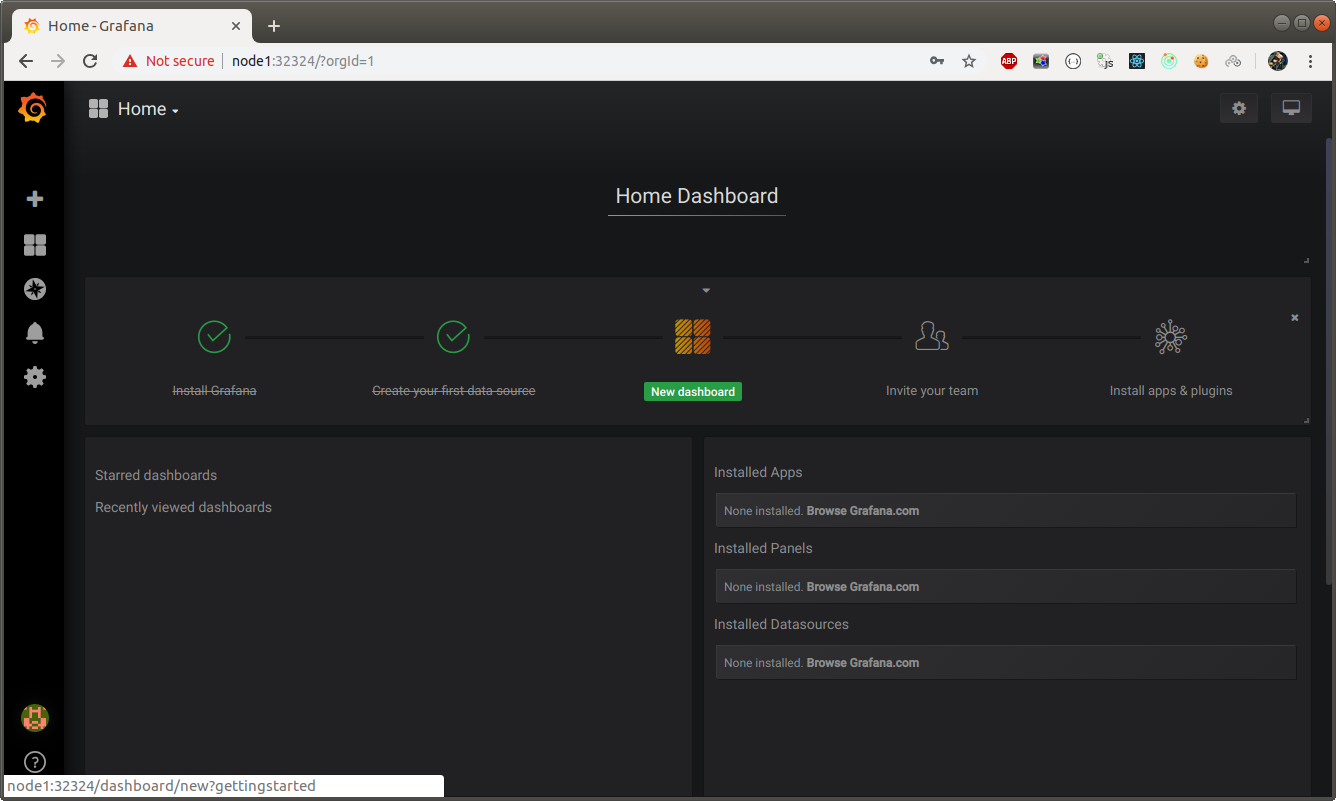 Home - Grafana
Not secure node1:32324/?orgId=1
ABP
js
Home
Home Dashboard
Install Grafana
Create your first data source
New dashboard
Invite your team
Install apps & plugins
Starred dashboards
Recently viewed dashboards
Installed Apps
None installed. Browse Grafana.com
Installed Panels
None installed. Browse Grafana.com
Installed Datasources
None installed. Browse Grafana.com
node1:32324/dashboard/new?gettingstarted